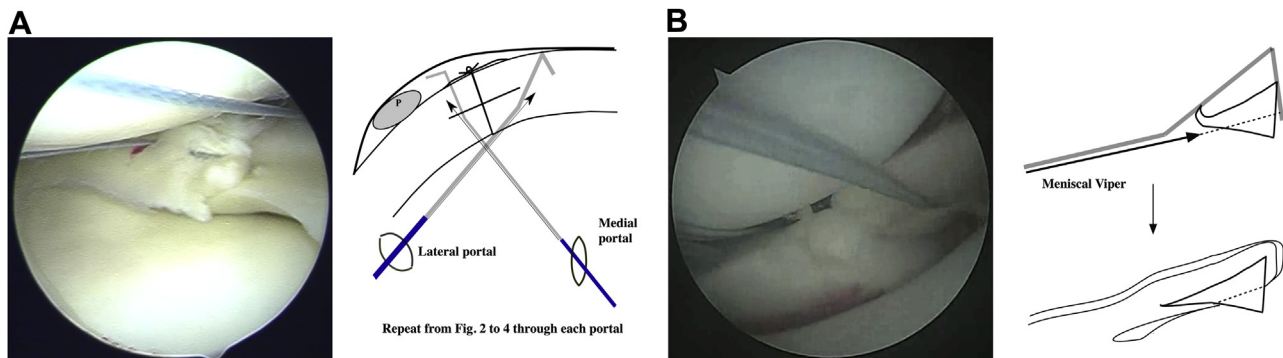 A
P
Lateral portal
Medial
portal
Repeat from Fig. 2 to 4 through each portal
B
Meniscal Viper